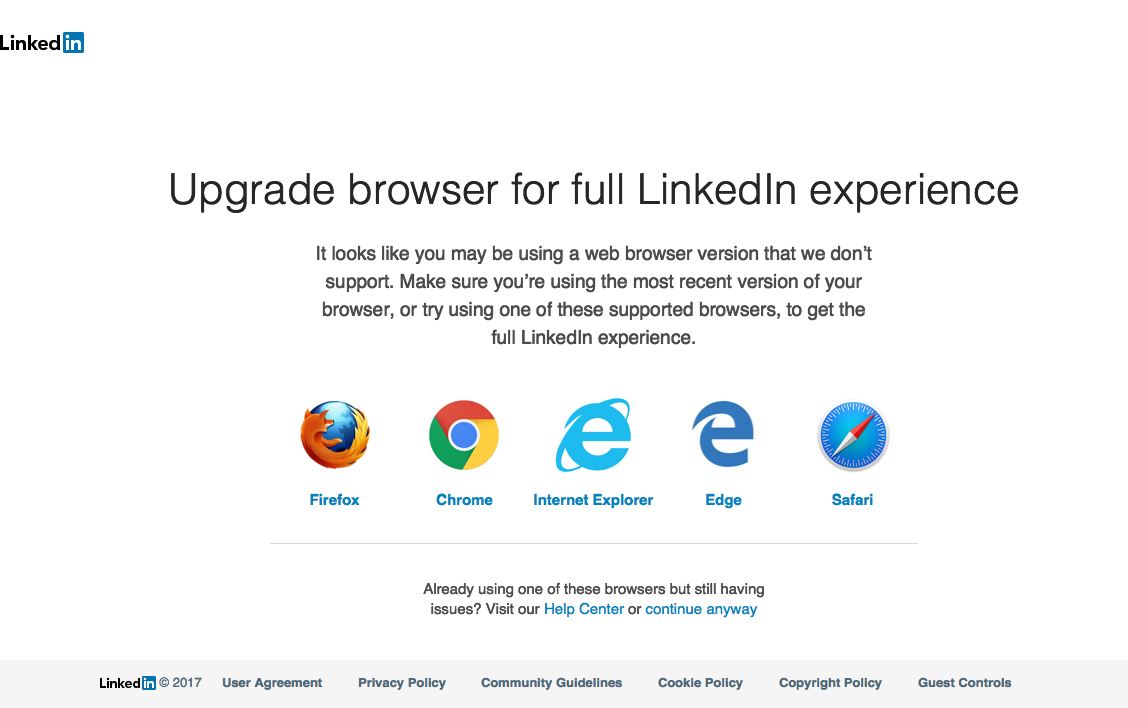 Linkedin
Upgrade browser for full LinkedIn experience
It looks like you may be using a web browser version that we don’t
support. Make sure you’re using the most recent version of your
browser, or try using one of these supported browsers, to get the
full LinkedIn experience.
Firefox Chrome Internet Explorer Edge Safari
Already using one of these browsers but still having
issues? Visit our Help Center or continue anyway
Linkedin © 2017 User Agreement Privacy Policy Community Guidelines Cookie Policy Copyright Policy Guest Controls